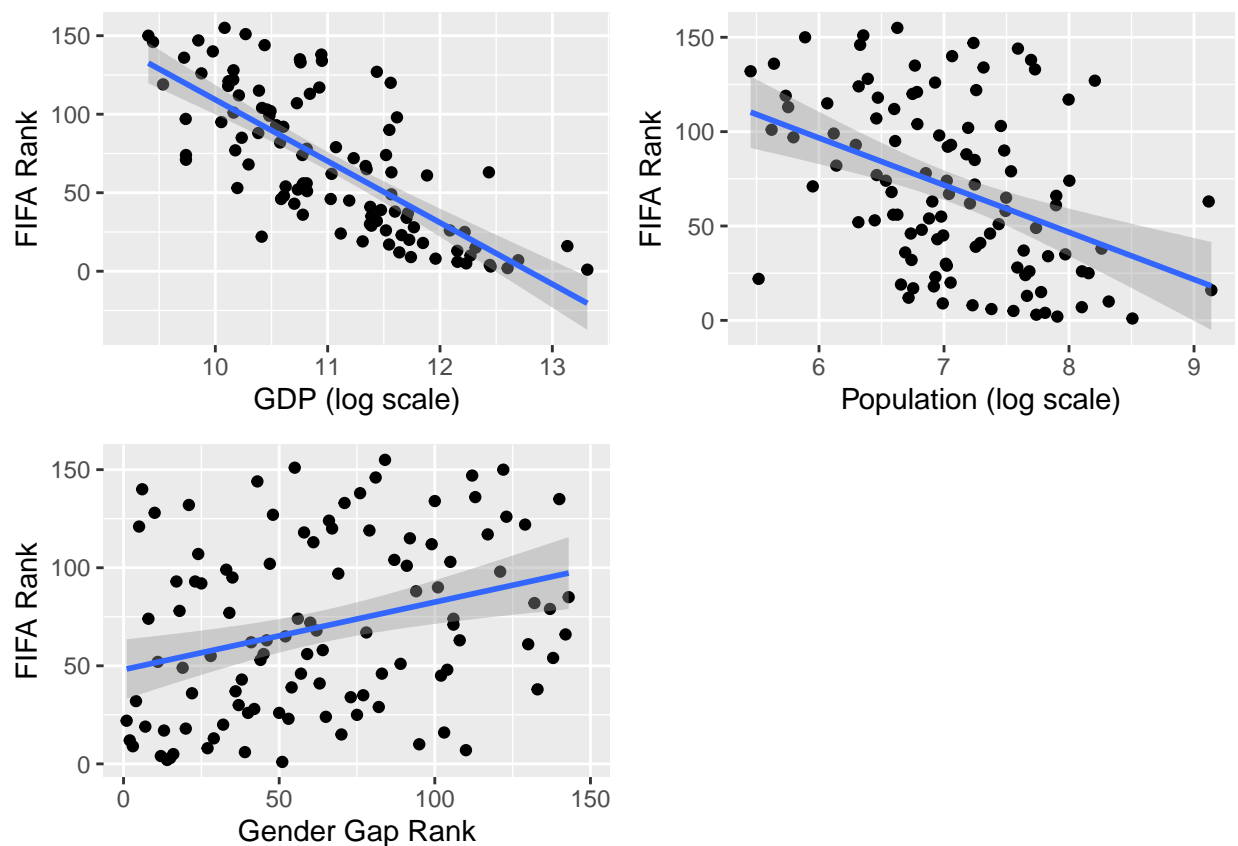 150
100
50
0
FIFA Rank
10 11 12 13
GDP (log scale)
150
100
50
0
FIFA Rank
6 7 8 9
Population (log scale)
150
100
50
0
FIFA Rank
0 50 100 150
Gender Gap Rank